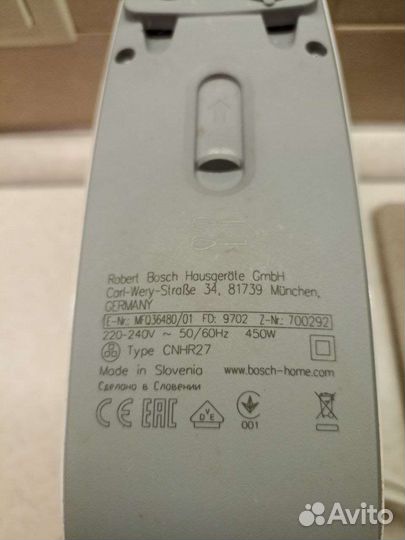 Robert Bosch Hausgeräte GmbH
Carl-Wery-Straße 34, 81739 München,
GERMANY
E-Nr.: MFQ36480/01 FD: 9702 Z-Nr.: 700292
220-240V ~ 50/60Hz 450W
Type CNHR27
Made in Slovenia www.bosch-home.com
Сделано в Словении
CE EAC DVE 001
Avito